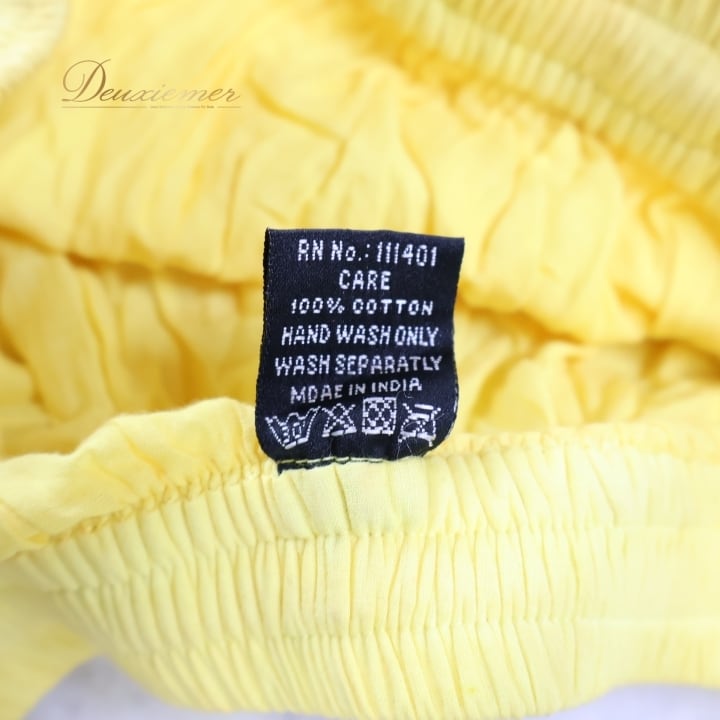 Deuxiemer
RN No.: 111401
CARE
100% COTTON
HAND WASH ONLY
WASH SEPARATLY
MDAE IN INDIA